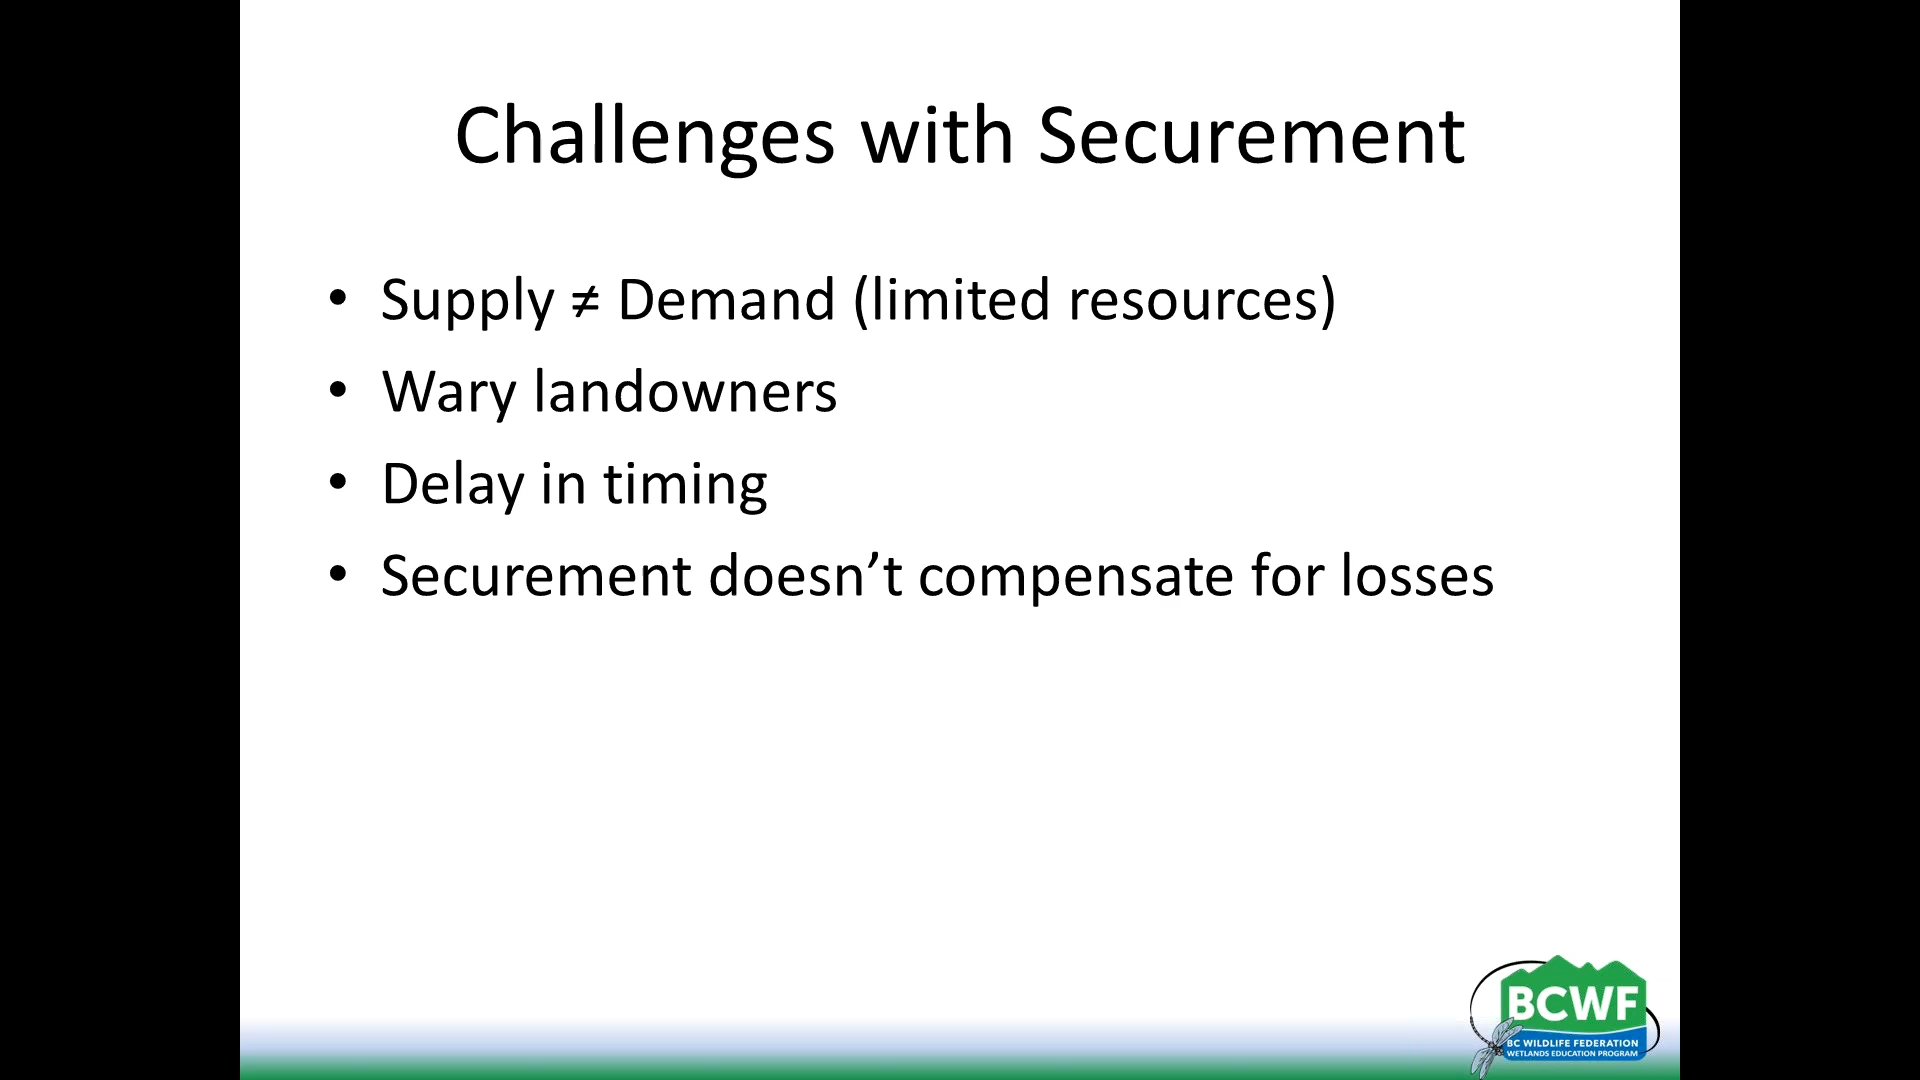 Challenges with Securement
• Supply ≠ Demand (limited resources)
• Wary landowners
• Delay in timing
• Securement doesn’t compensate for losses
BCWF
BC WILDLIFE FEDERATION
WETLANDS EDUCATION PROGRAM